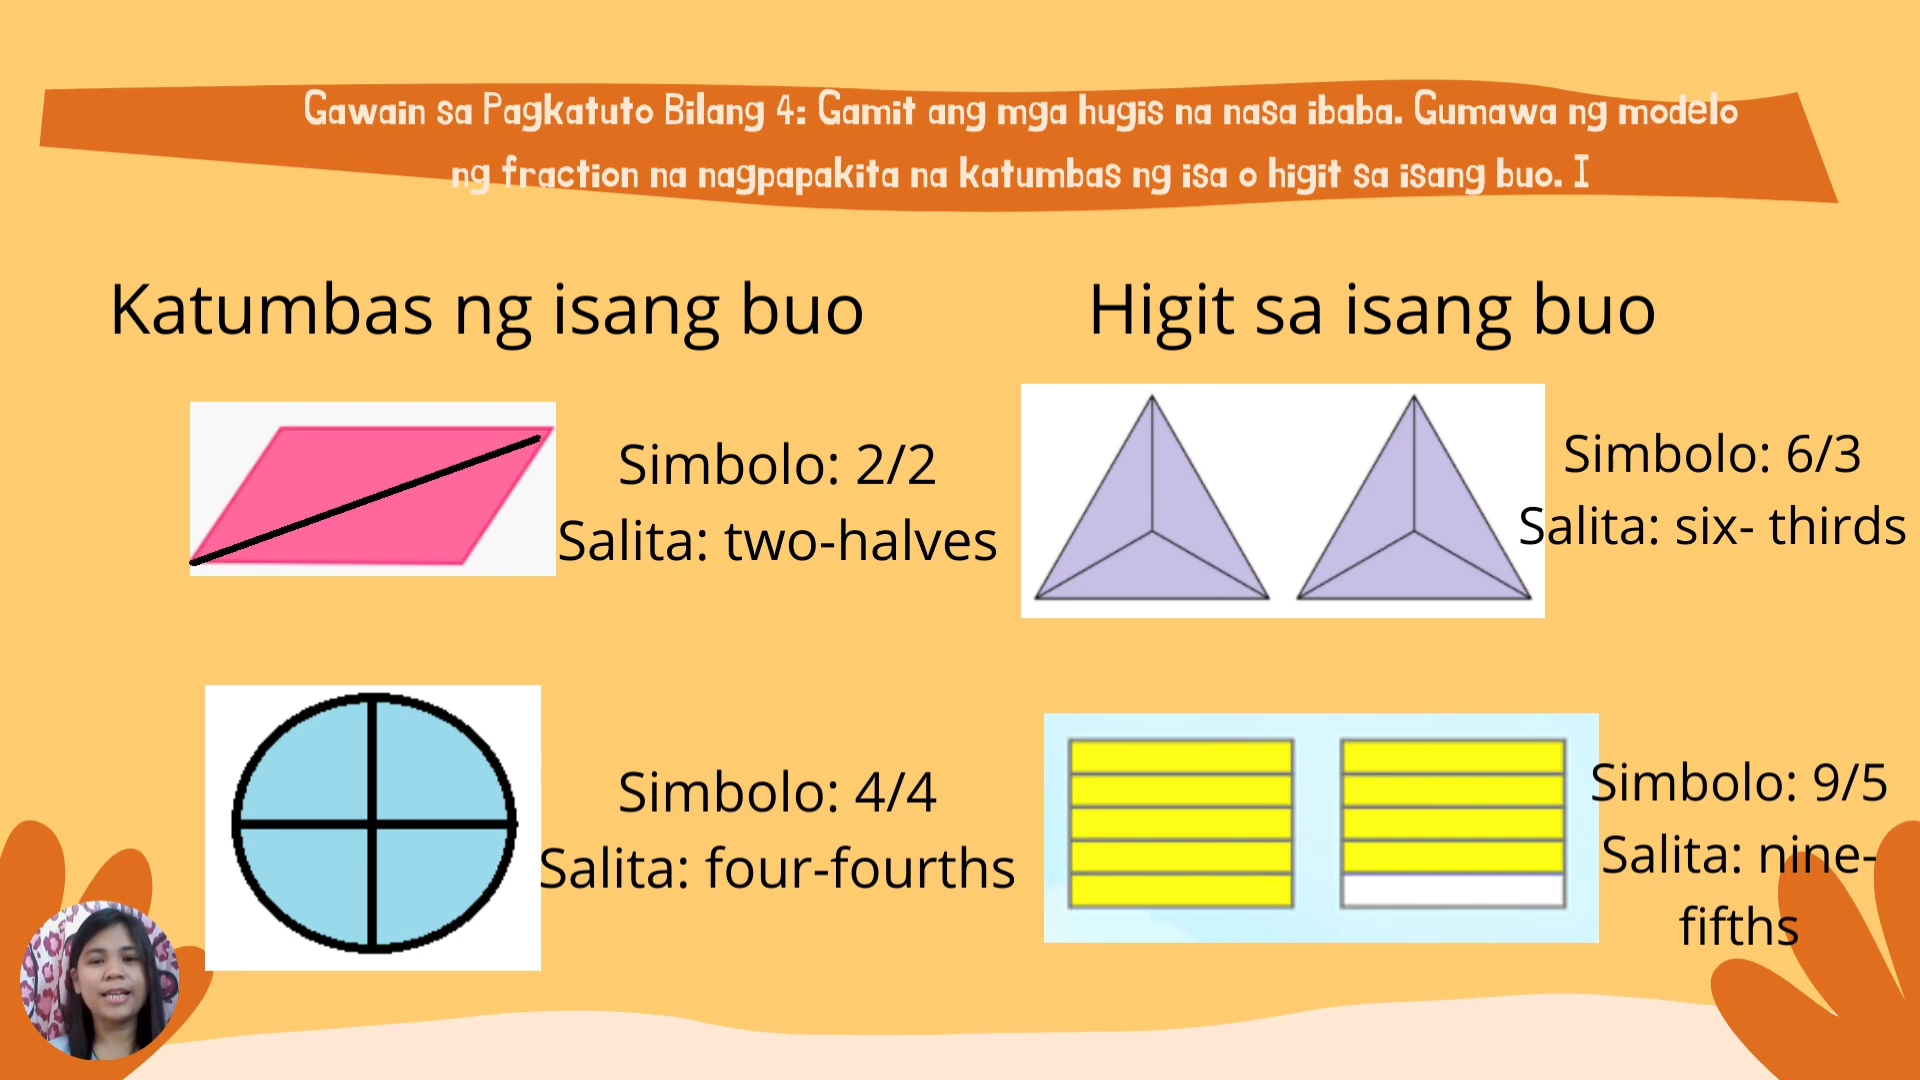 Gawain sa Pagkatuto Bilang 4: Gamit ang mga hugis na nasa ibaba. Gumawa ng modelo
ng fraction na nagpapakita na katumbas ng isa o higit sa isang buo. I
Katumbas ng isang buo
Simbolo: 2/2
Salita: two-halves
Simbolo: 4/4
Salita: four-fourths
Higit sa isang buo
Simbolo: 6/3
Salita: six- thirds
Simbolo: 9/5
Salita: nine-
fifths